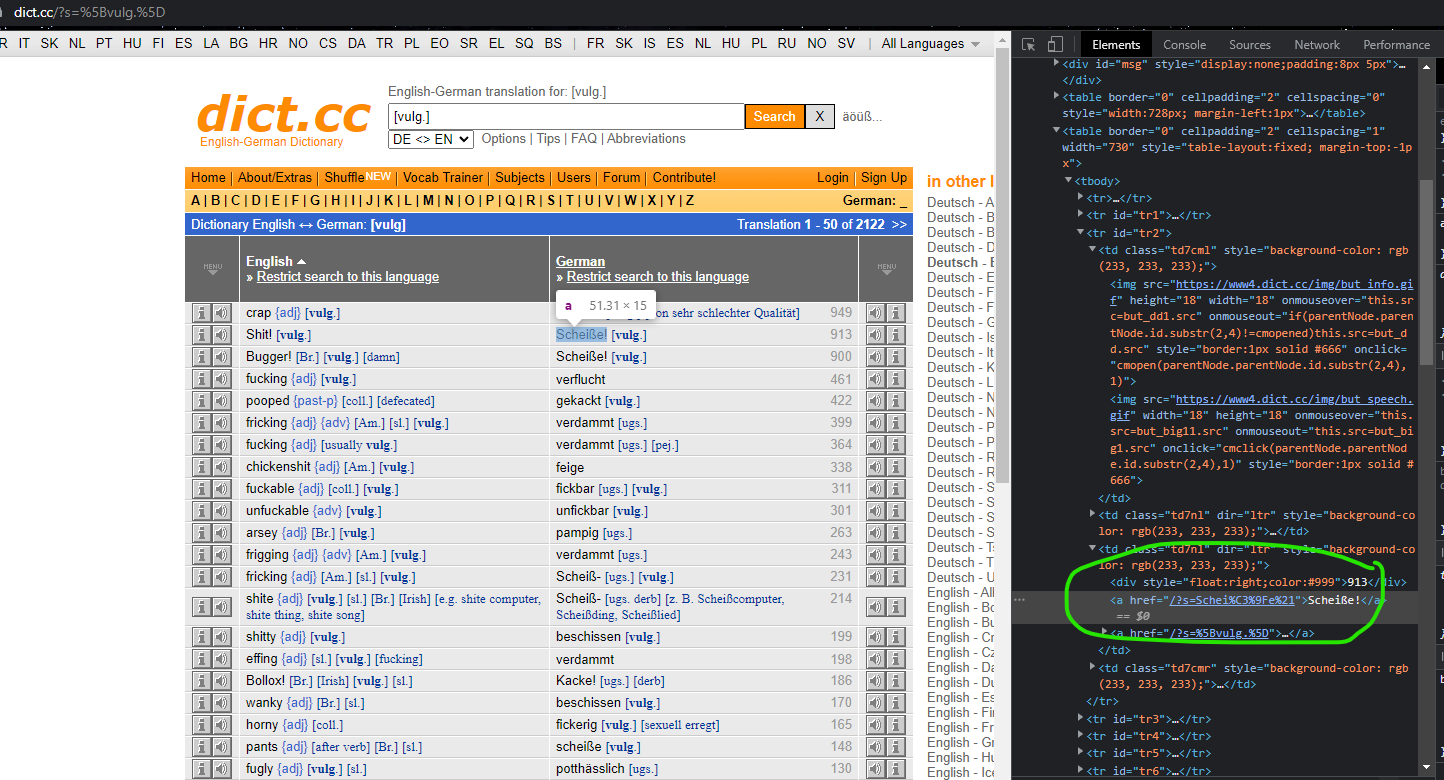 dict.cc/?s=%5Bvulg.%5D
R IT SK NL PT HU FI ES LA BG HR NO CS DA TR PL EO SR EL SQ BS | FR SK IS ES NL HU PL RU NO SV | All Languages
dict.cc
English-German Dictionary
English-German translation for: [vulg.]
[vulg.] Search X äöüß...
DE <> EN Options | Tips | FAQ | Abbreviations
Home | About/Extras | Shuffle NEW | Vocab Trainer | Subjects | Users | Forum | Contribute! Login | Sign Up
A | B | C | D | E | F | G | H | I | J | K | L | M | N | O | P | Q | R | S | T | U | V | W | X | Y | Z German: _
Dictionary English ↔ German: [vulg] Translation 1 - 50 of 2122 >>
MENU English German MENU
» Restrict search to this language » Restrict search to this language
a 51.31 × 15
crap {adj} [vulg.] on sehr schlechter Qualität] 949
Shit! [vulg.] Scheiße! [vulg.] 913
Bugger! [Br.] [vulg.] [damn] Scheiße! [vulg.] 900
fucking {adj} [vulg.] verflucht 461
pooped {past-p} [coll.] [defecated] gekackt [vulg.] 422
fricking {adj} {adv} [Am.] [sl.] [vulg.] verdammt [ugs.] 399
fucking {adj} [usually vulg.] verdammt [ugs.] [pej.] 364
chickenshit {adj} [Am.] [vulg.] feige 338
fuckable {adj} [coll.] [vulg.] fickbar [ugs.] [vulg.] 311
unfuckable {adv} [vulg.] unfickbar [vulg.] 301
arsey {adj} [Br.] [vulg.] pampig [ugs.] 263
frigging {adj} {adv} [Am.] [vulg.] verdammt [ugs.] 243
fricking [Am.] [sl.] [vulg.] Scheiß- [ugs.] [vulg.] 231
shite [vulg.] [sl.] [Br.] [Irish] [e.g. shite computer, shite thing, shite song] Scheiß- [ugs. derb] [z. B. Scheißcomputer, Scheißding, Scheißlied] 214
shitty [vulg.] beschissen [vulg.] 199
effing [sl.] [vulg.] [fucking] verdammt 198
Bollox! [Br.] [Irish] [vulg.] [sl.] Kacke! [ugs.] [derb] 186
wanky {adj} [Br.] [sl.] beschissen [vulg.] 170
horny {adj} [coll.] fickerig [vulg.] [sexuell erregt] 165
pants {adj} [after verb] [Br.] [sl.] scheiße [vulg.] 148
fugly {adj} [vulg.] [sl.] potthässlich [ugs.] 130
in other l
Deutsch - A
Deutsch - B
Deutsch - B
Deutsch - D
Deutsch - E
Deutsch - E
Deutsch - F
Deutsch - F
Deutsch - G
Deutsch - Is
Deutsch - It
Deutsch - K
Deutsch - L
Deutsch - N
Deutsch - N
Deutsch - P
Deutsch - P
Deutsch - R
Deutsch - R
Deutsch - S
Deutsch - S
Deutsch - S
Deutsch - S
Deutsch - Ts
Deutsch - T
Deutsch - U
English - All
English - Bo
English - Bu
English - Cr
English - Cz
English - Da
English - Du
English - Es
English - Fin
English - Fr
English - Gr
English - Hu
English - Ice
Elements Console Sources Network Performance
<div id="msg" style="display:none;padding:8px 5px">…
</div>
<table border="0" cellpadding="2" cellspacing="0"
style="width:728px; margin-left:1px">…</table>
<table border="0" cellpadding="2" cellspacing="1"
width="730" style="table-layout:fixed; margin-top:-1p
x">
<tbody>
<tr>…</tr>
<tr id="tr1">…</tr>
<tr id="tr2">
<td class="td7cml" style="background-color: rgb
(233, 233, 233);">
<img src="https://www4.dict.cc/img/but_info.gi
f" height="18" width="18" onmouseover="this.sr
c=but_dd1.src" onmouseout="if(parentNode.paren
tNode.id.substr(2,4)!=cmopened)this.src=but_d
d.src" style="border:1px solid #666" onclick=
"cmopen(parentNode.parentNode.id.substr(2,4),
1)">
<img src="https://www4.dict.cc/img/but_speech.
gif" width="18" height="18" onmouseover="this.
src=but_big11.src" onmouseout="this.src=but_bi
g1.src" onclick="cmclick(parentNode.parentNod
e.id.substr(2,4),1)" style="border:1px solid #
666">
</td>
<td class="td7nl" dir="ltr" style="background-co
lor: rgb(233, 233, 233);">…</td>
<td class="td7nl" dir="ltr" style="background-co
lor: rgb(233, 233, 233);">
<div style="float:right;color:#999">913</div>
<a href="/?s=Schei%C3%9Fe%21">Scheiße!</a>
== $0
<a href="/?s=%5Bvulg.%5D">…</a>
</td>
<td class="td7cmr" style="background-color: rgb
(233, 233, 233);">…</td>
</tr>
<tr id="tr3">…</tr>
<tr id="tr4">…</tr>
<tr id="tr5">…</tr>
<tr id="tr6">…</tr>